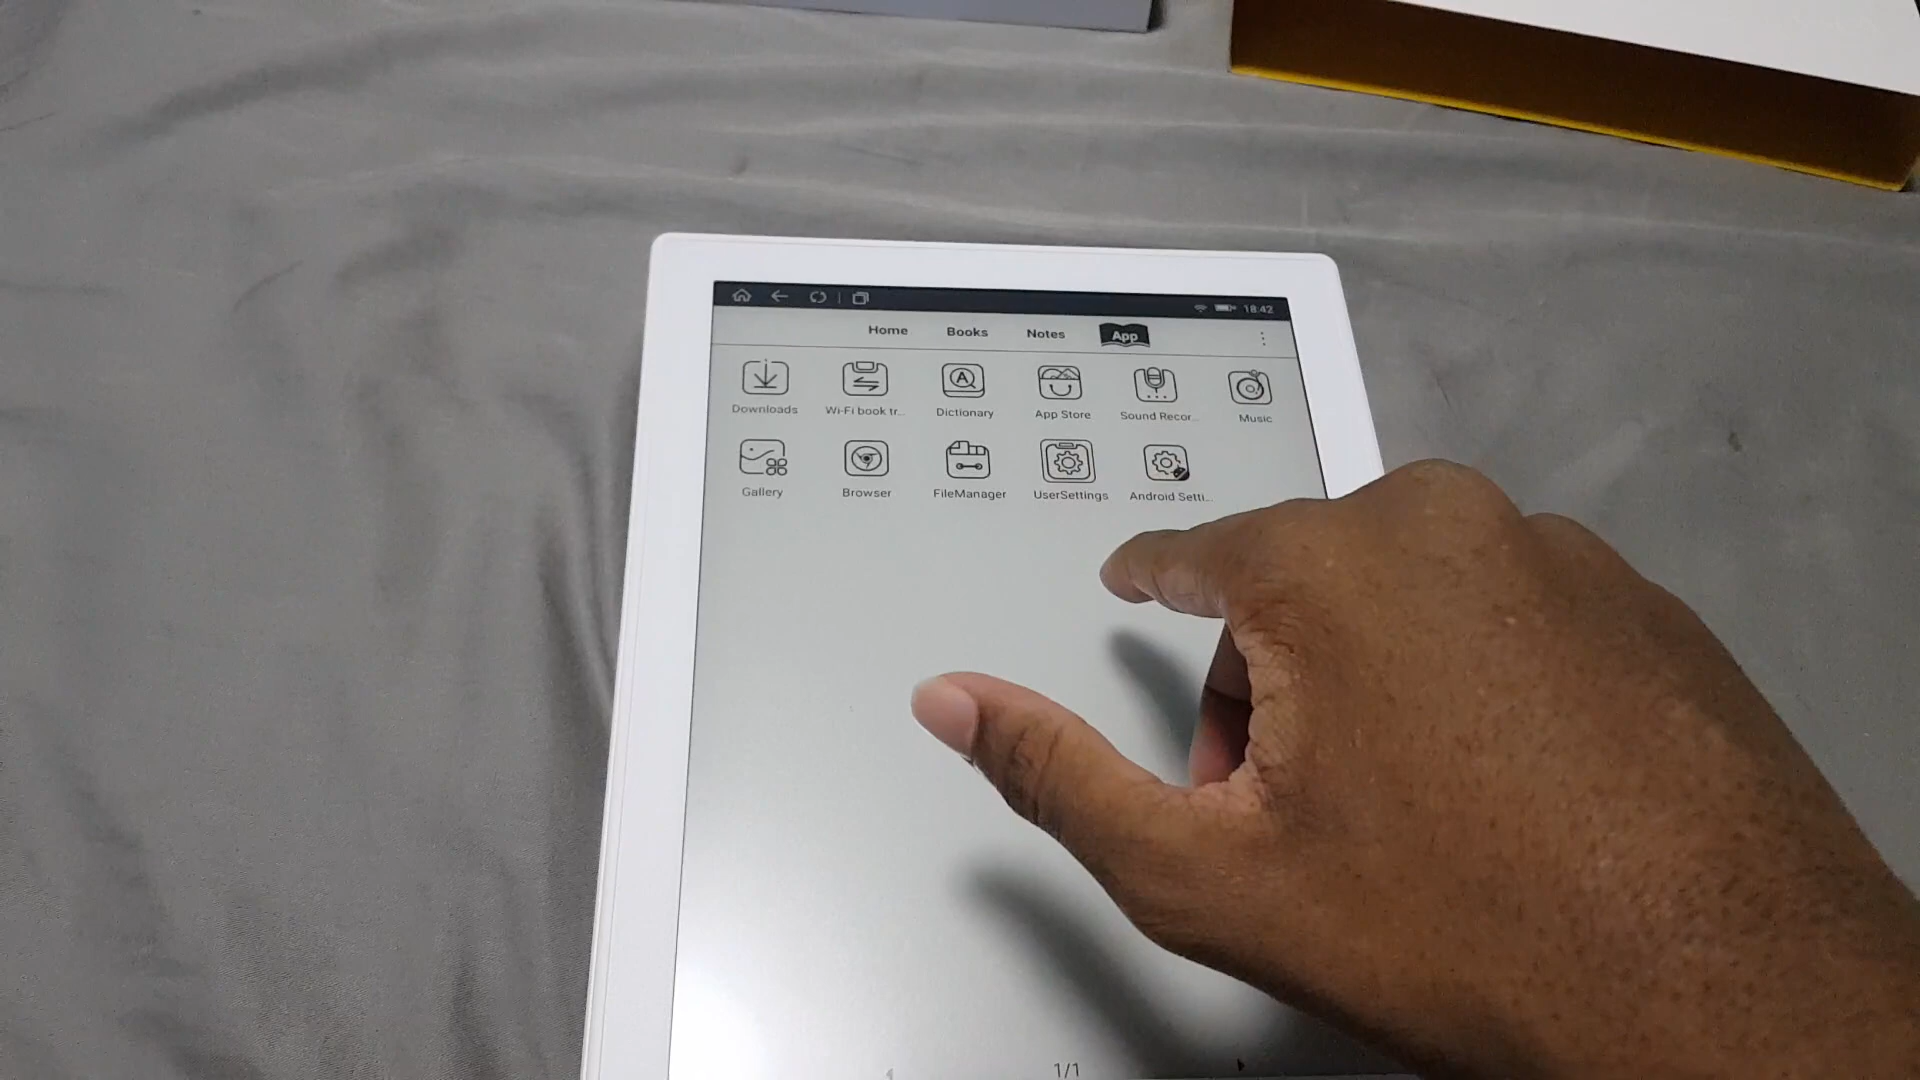 18:42
Home Books Notes App
Downloads Wi-Fi book tr... Dictionary App Store Sound Recor... Music
Gallery Browser FileManager UserSettings Android Setti...
1/1